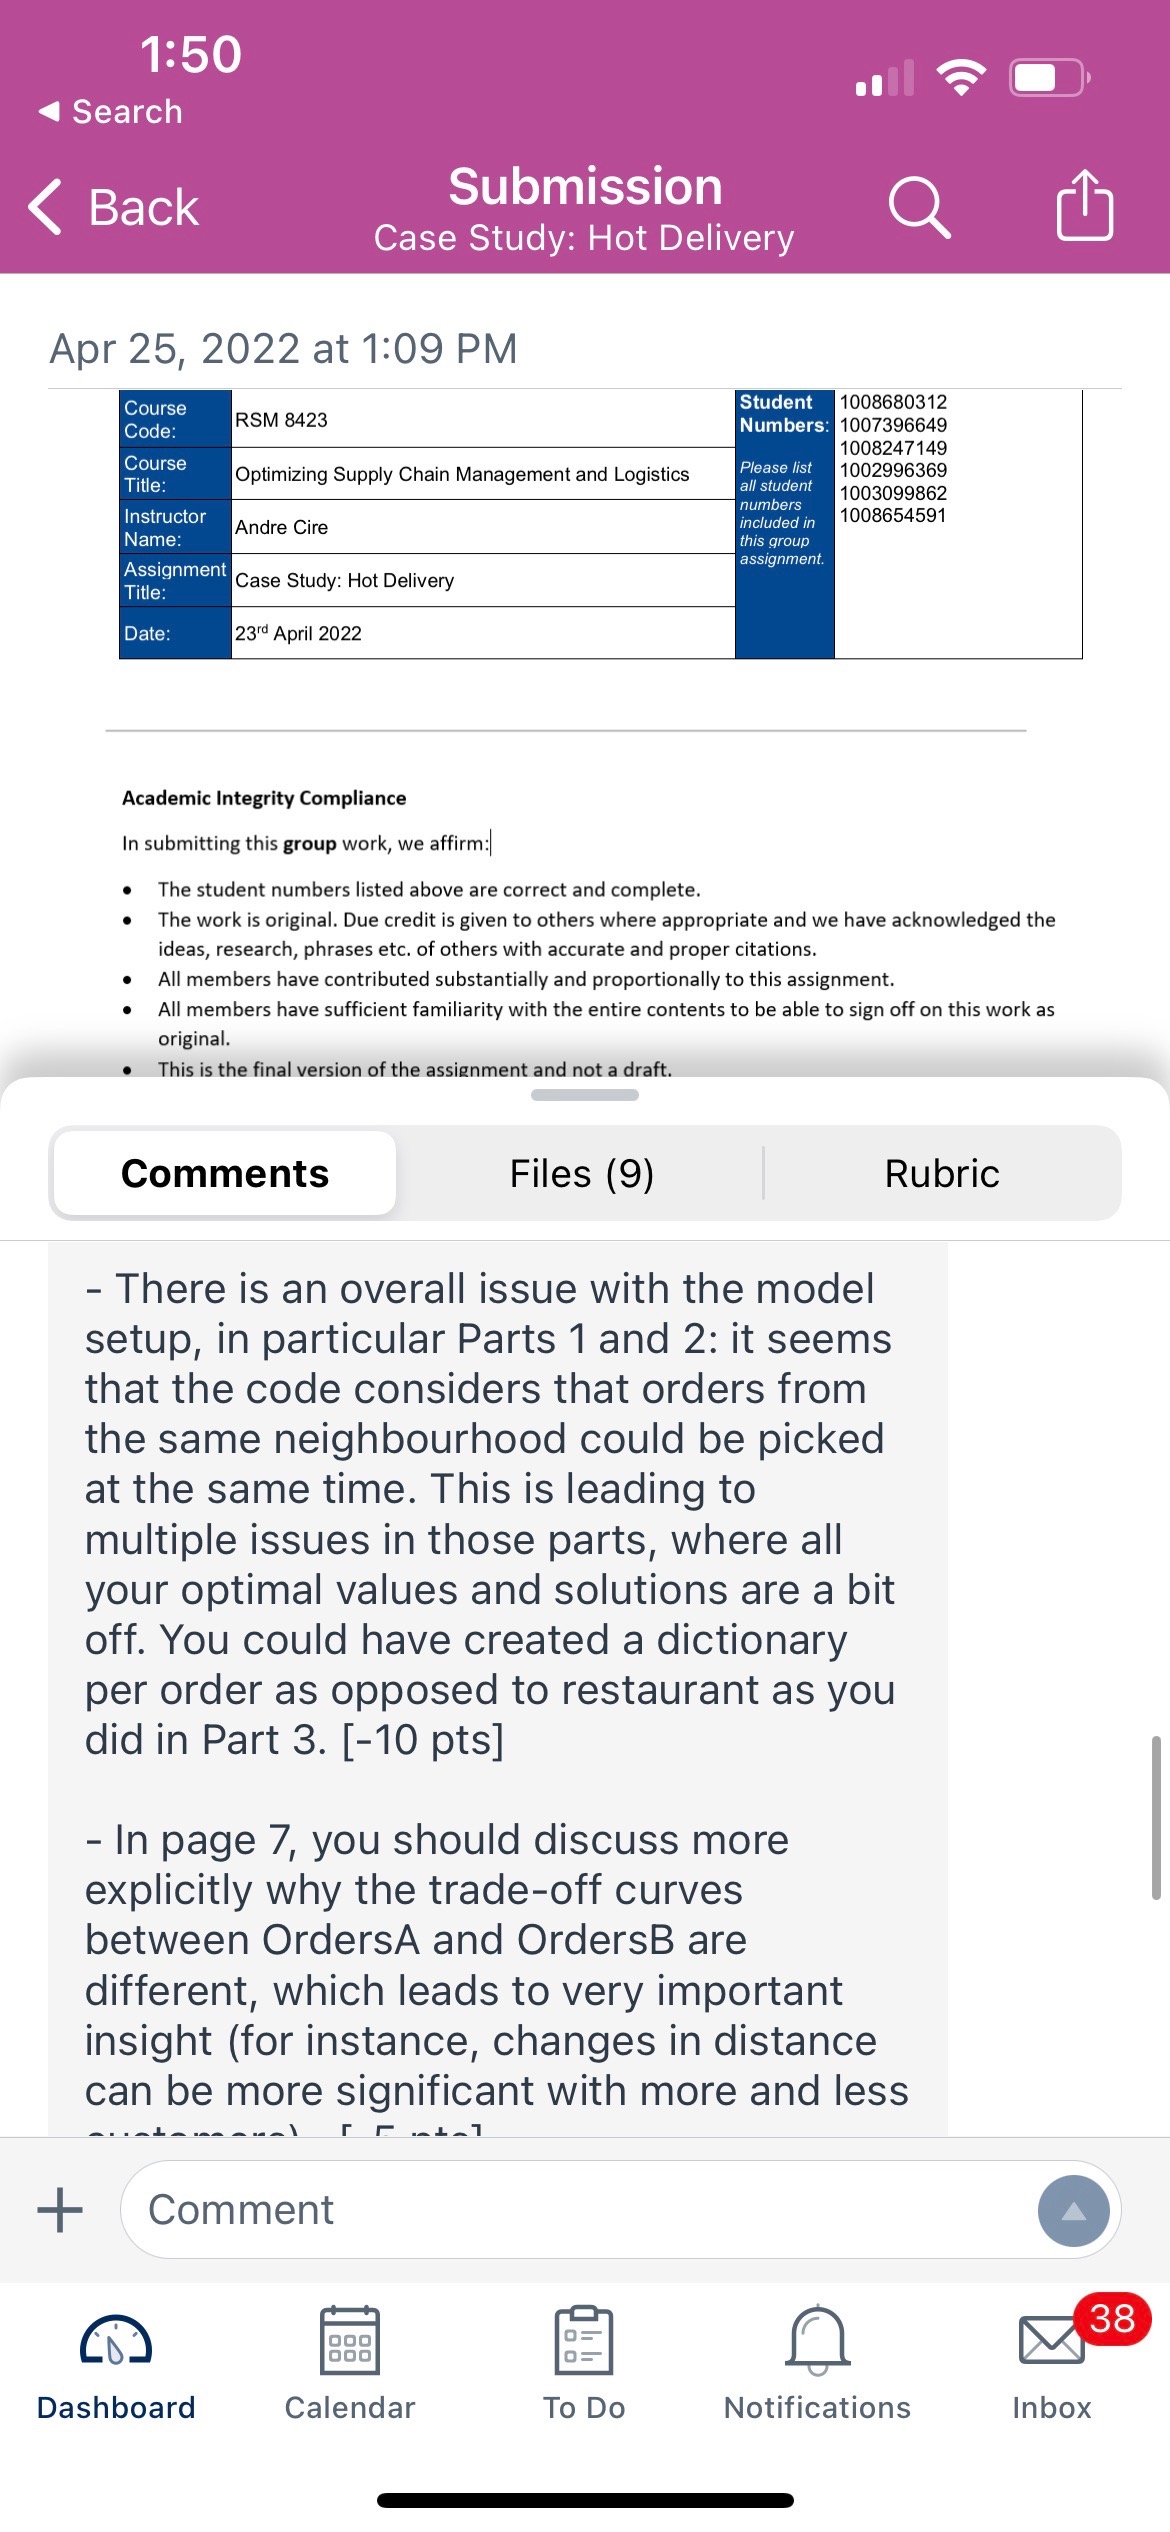 1:50
Search
Back
Submission
Case Study: Hot Delivery
Apr 25, 2022 at 1:09 PM
Course
Code:
RSM 8423
Course
Title:
Optimizing Supply Chain Management and Logistics
Instructor
Name:
Andre Cire
Assignment
Title:
Case Study: Hot Delivery
Date:
23rd April 2022
Student
Numbers:
Please list
all student
numbers
included in
this group
assignment.
1008680312
1007396649
1008247149
1002996369
1003099862
1008654591
Academic Integrity Compliance
In submitting this group work, we affirm:
• The student numbers listed above are correct and complete.
• The work is original. Due credit is given to others where appropriate and we have acknowledged the
ideas, research, phrases etc. of others with accurate and proper citations.
• All members have contributed substantially and proportionally to this assignment.
• All members have sufficient familiarity with the entire contents to be able to sign off on this work as
original.
• This is the final version of the assignment and not a draft.
Comments
Files (9)
Rubric
- There is an overall issue with the model
setup, in particular Parts 1 and 2: it seems
that the code considers that orders from
the same neighbourhood could be picked
at the same time. This is leading to
multiple issues in those parts, where all
your optimal values and solutions are a bit
off. You could have created a dictionary
per order as opposed to restaurant as you
did in Part 3. [-10 pts]
- In page 7, you should discuss more
explicitly why the trade-off curves
between OrdersA and OrdersB are
different, which leads to very important
insight (for instance, changes in distance
can be more significant with more and less
Comment
38
Dashboard
Calendar
To Do
Notifications
Inbox